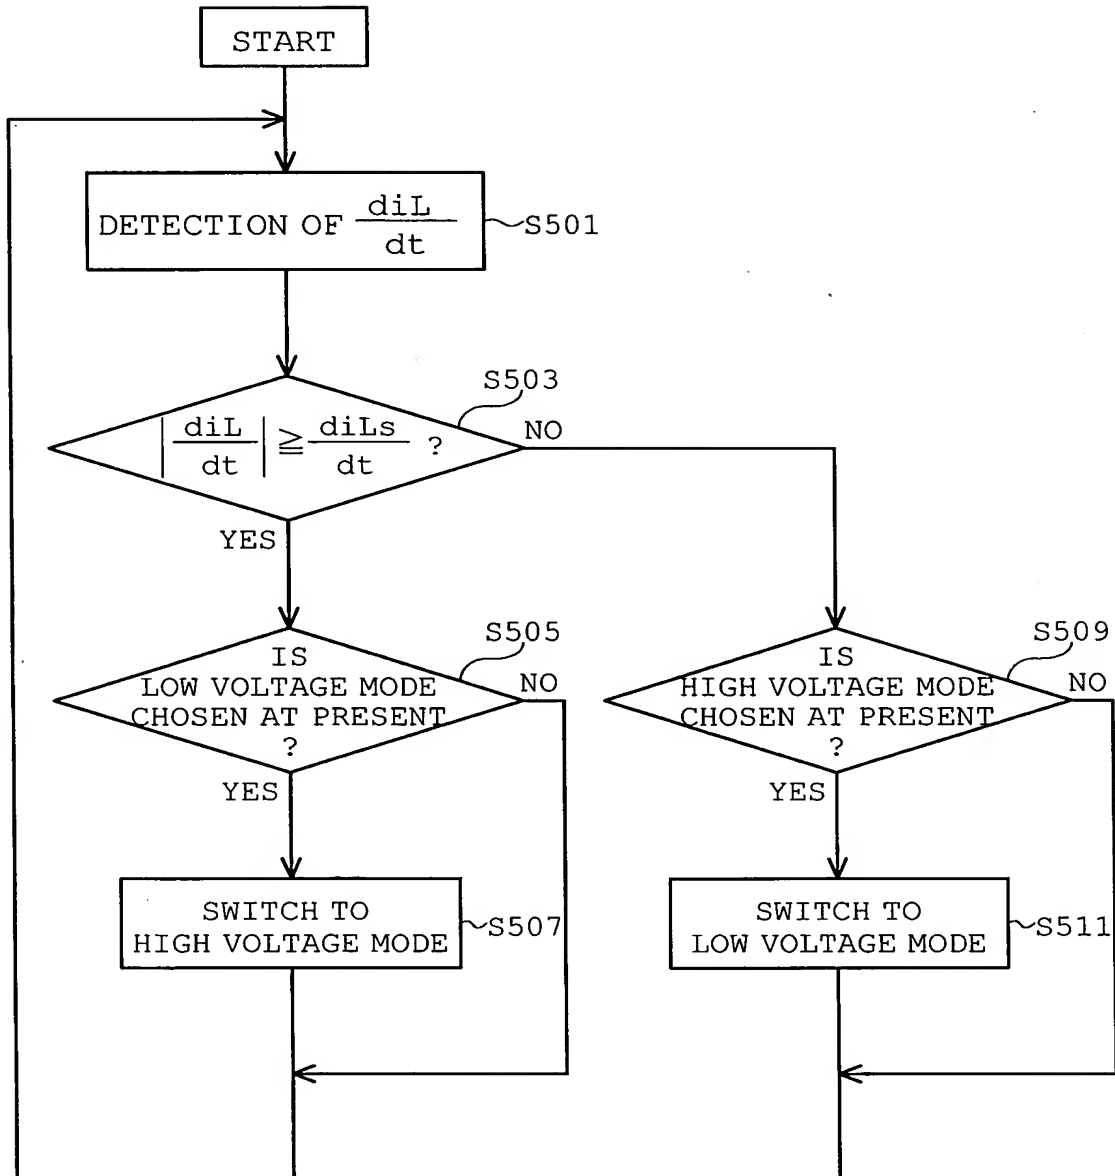 START
DETECTION OF diL/dt
S501
S503
|diL/dt| ≧ diLs/dt ?
NO
YES
S505
IS
LOW VOLTAGE MODE
CHOSEN AT PRESENT
?
NO
YES
S509
IS
HIGH VOLTAGE MODE
CHOSEN AT PRESENT
?
NO
YES
SWITCH TO
HIGH VOLTAGE MODE
S507
SWITCH TO
LOW VOLTAGE MODE
S511